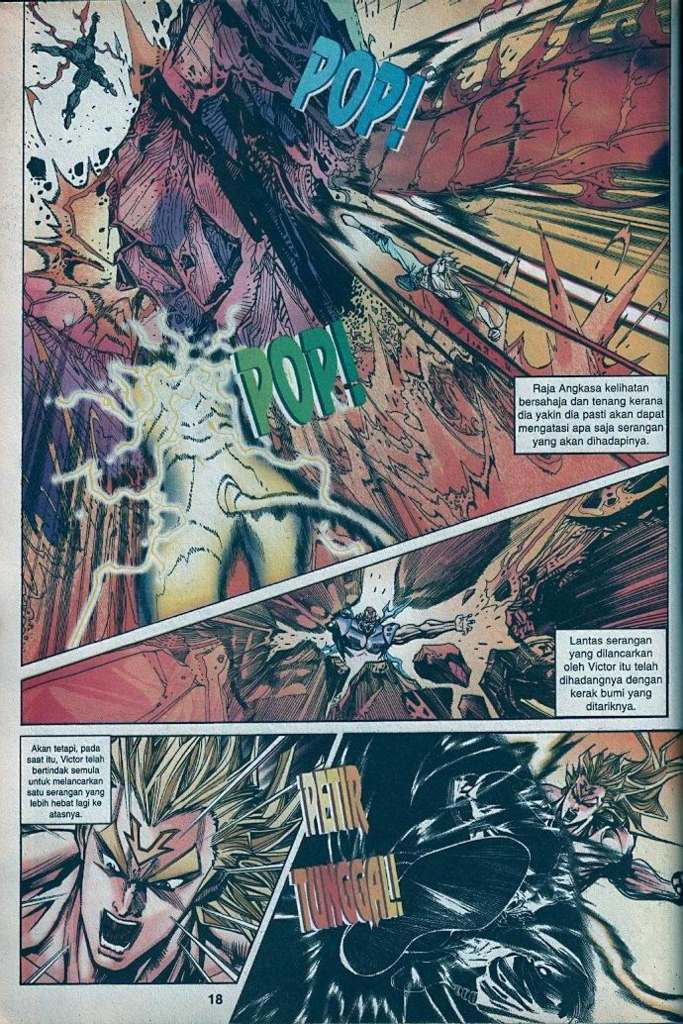 POP!
POP!
Raja Angkasa kelihatan
bersahaja dan tenang kerana
dia yakin dia pasti akan dapat
mengatasi apa saja serangan
yang akan dihadapinya.
Lantas serangan
yang dilancarkan
oleh Victor itu telah
dihadangnya dengan
kerak bumi yang
ditariknya.
Akan tetapi, pada
saat itu, Victor telah
bertindak semula
untuk melancarkan
satu serangan yang
lebih hebat lagi ke
atasnya.
PETIR
TUNGGAL!
18